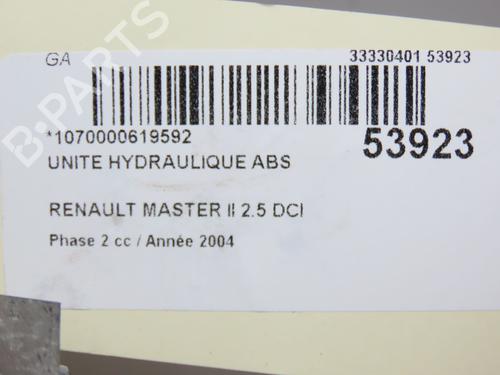 GA 33330401 53923
*1070000619592 53923
UNITE HYDRAULIQUE ABS
RENAULT MASTER II 2.5 DCI
Phase 2 cc / Année 2004
B-PARTS